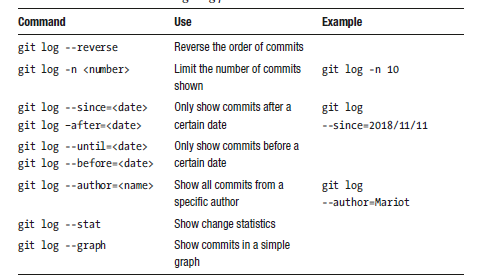 Command Use Example
git log --reverse Reverse the order of commits
git log -n <number> Limit the number of commits git log -n 10
shown
git log --since=<date> Only show commits after a git log
git log –after=<date> certain date --since=2018/11/11
git log --until=<date> Only show commits before a
git log --before=<date> certain date
git log --author=<name> Show all commits from a git log
specific author --author=Mariot
git log --stat Show change statistics
git log --graph Show commits in a simple
graph